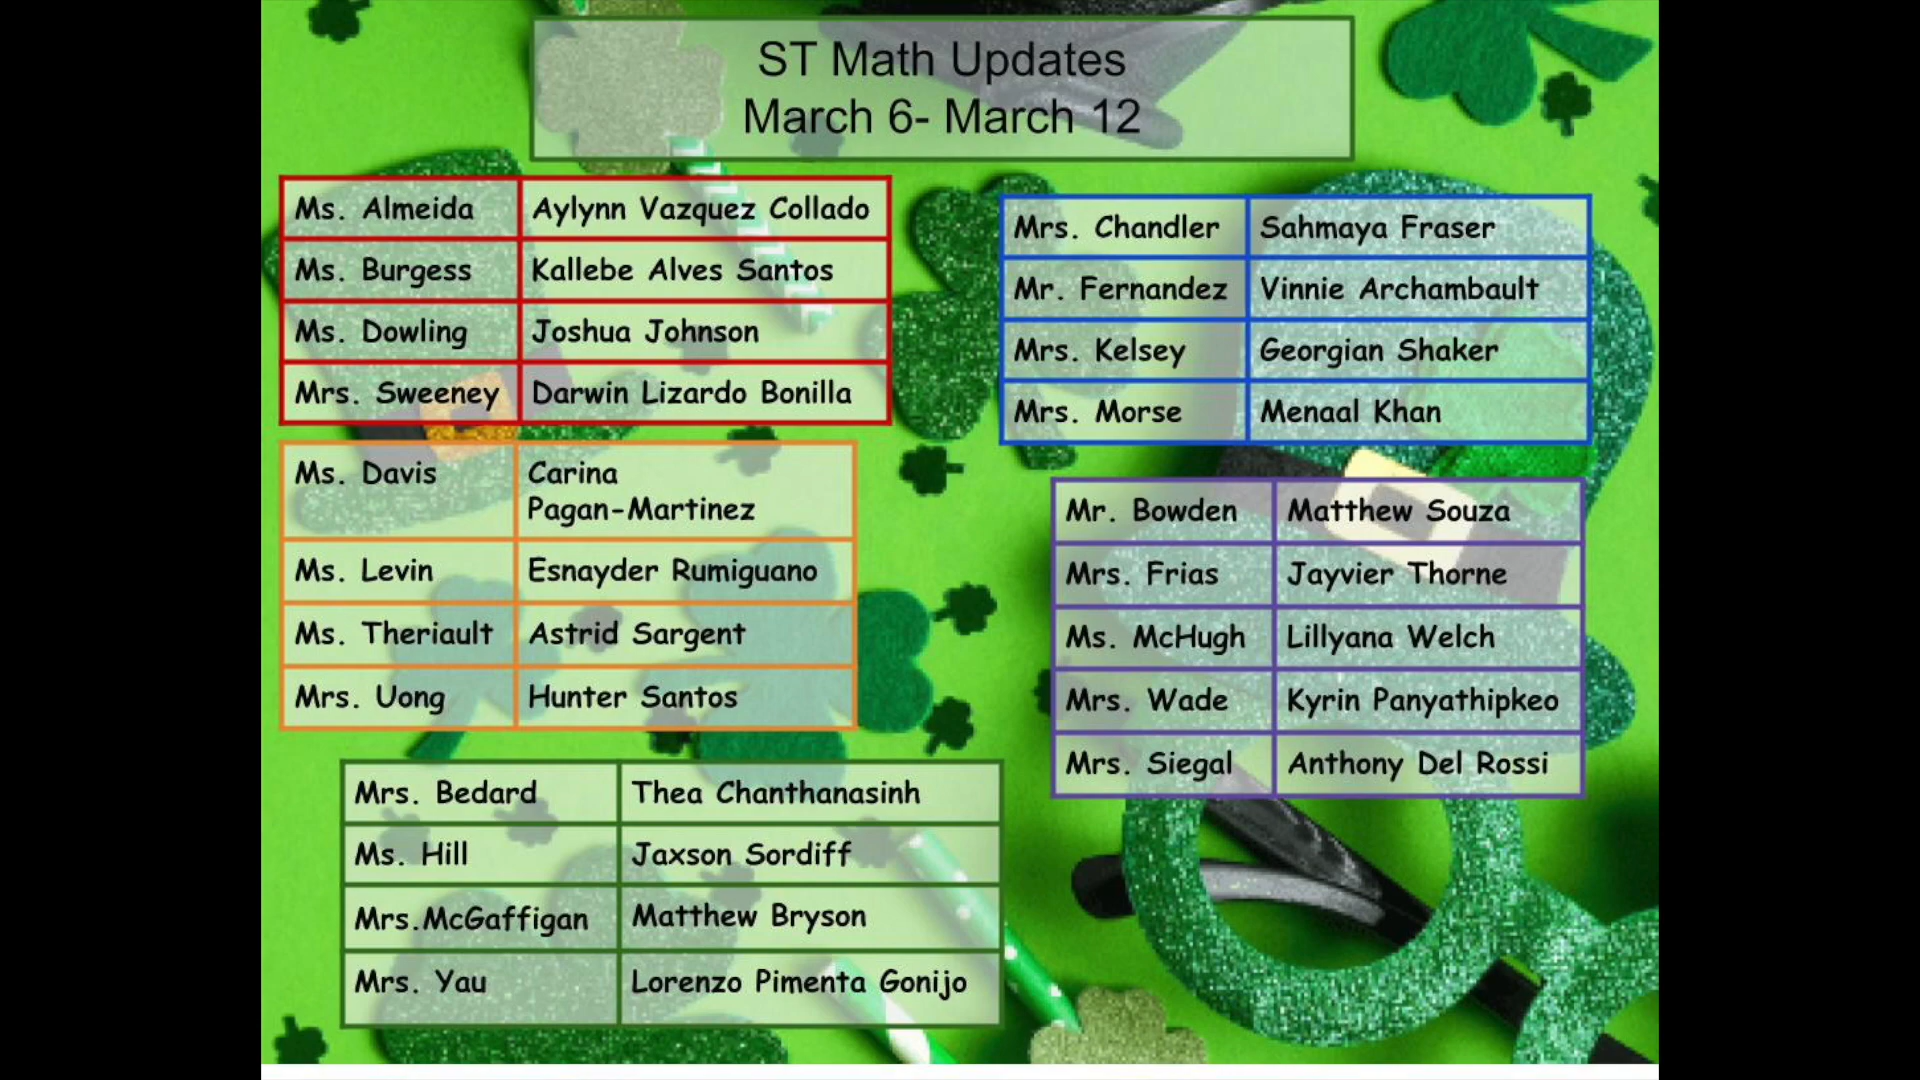 ST Math Updates
March 6- March 12
Ms. Almeida Aylynn Vazquez Collado
Ms. Burgess Kallebe Alves Santos
Ms. Dowling Joshua Johnson
Mrs. Sweeney Darwin Lizardo Bonilla
Ms. Davis Carina
Pagan-Martinez
Ms. Levin Esnayder Rumiguano
Ms. Theriault Astrid Sargent
Mrs. Uong Hunter Santos
Mrs. Bedard Thea Chanthanasinh
Ms. Hill Jaxson Sordiff
Mrs.McGaffigan Matthew Bryson
Mrs. Yau Lorenzo Pimenta Gonijo
Mrs. Chandler Sahmaya Fraser
Mr. Fernandez Vinnie Archambault
Mrs. Kelsey Georgian Shaker
Mrs. Morse Menaal Khan
Mr. Bowden Matthew Souza
Mrs. Frias Jayvier Thorne
Ms. McHugh Lillyana Welch
Mrs. Wade Kyrin Panyathipkeo
Mrs. Siegal Anthony Del Rossi